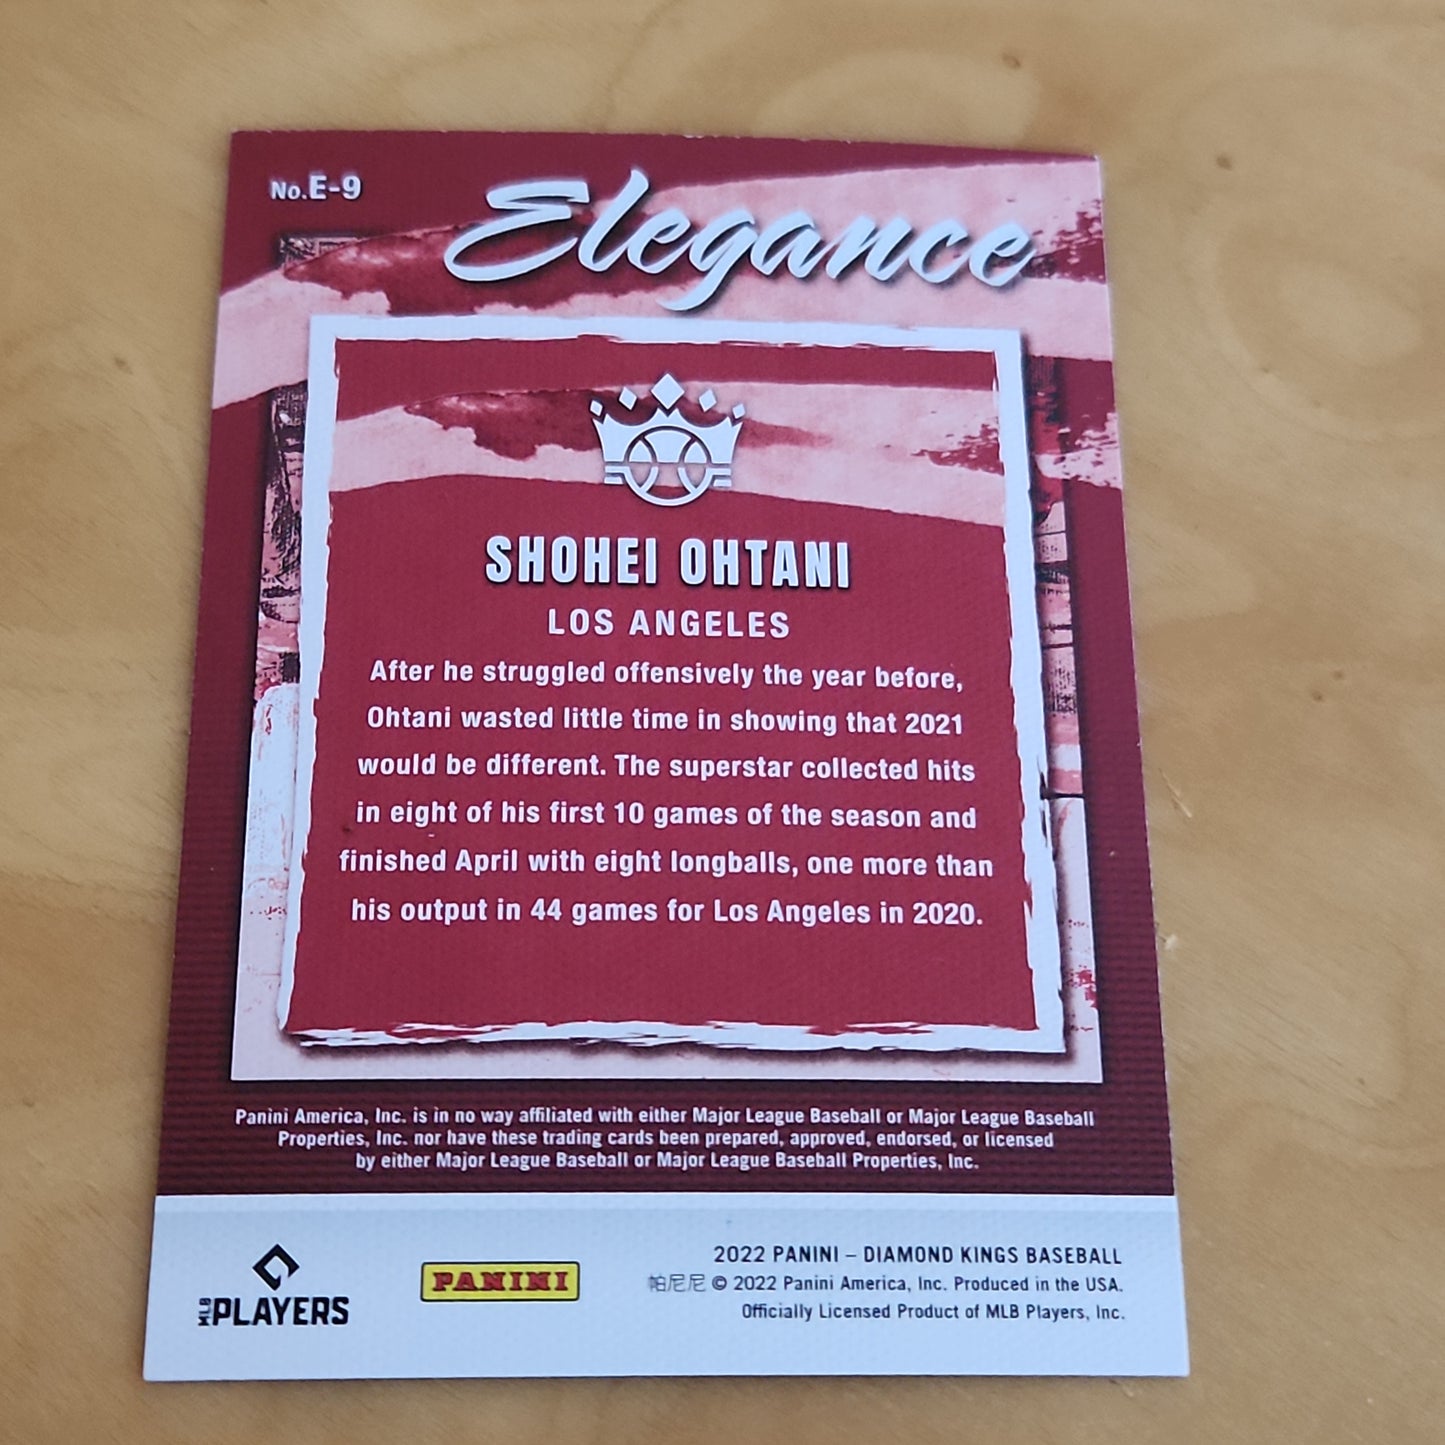 No.E-9
Elegance
SHOHEI OHTANI
LOS ANGELES
After he struggled offensively the year before,
Ohtani wasted little time in showing that 2021
would be different. The superstar collected hits
in eight of his first 10 games of the season and
finished April with eight longballs, one more than
his output in 44 games for Los Angeles in 2020.
Panini America, Inc. is in no way affiliated with either Major League Baseball or Major League Baseball
Properties, Inc. nor have these trading cards been prepared, approved, endorsed, or licensed
by either Major League Baseball or Major League Baseball Properties, Inc.
MLB PLAYERS
PANINI
2022 PANINI – DIAMOND KINGS BASEBALL
帕尼尼 © 2022 Panini America, Inc. Produced in the USA.
Officially Licensed Product of MLB Players, Inc.